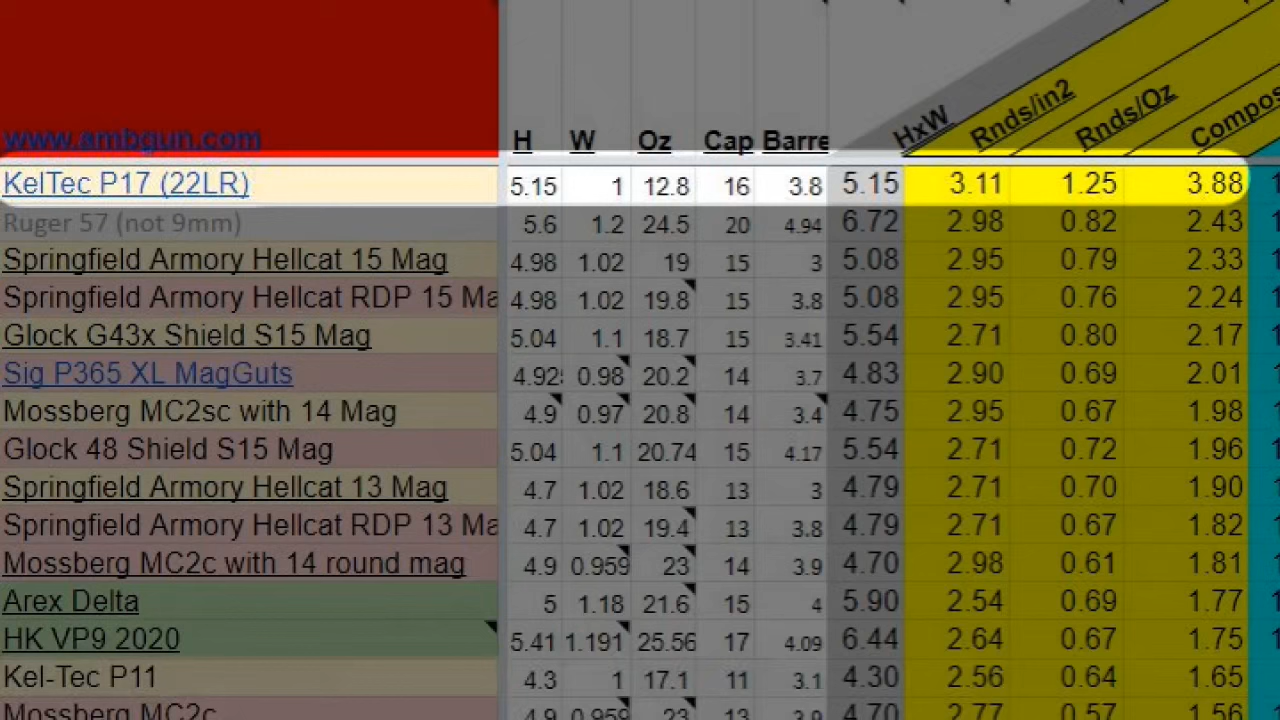 www.ambgun.com H W Oz Cap Barre HxW Rnds/in2 Rnds/Oz Compos
KelTec P17 (22LR) 5.15 1 12.8 16 3.8 5.15 3.11 1.25 3.88
Ruger 57 (not 9mm) 5.6 1.2 24.5 20 4.94 6.72 2.98 0.82 2.43
Springfield Armory Hellcat 15 Mag 4.98 1.02 19 15 3 5.08 2.95 0.79 2.33
Springfield Armory Hellcat RDP 15 Ma 4.98 1.02 19.8 15 3.8 5.08 2.95 0.76 2.24
Glock G43x Shield S15 Mag 5.04 1.1 18.7 15 3.41 5.54 2.71 0.80 2.17
Sig P365 XL MagGuts 4.92 0.98 20.2 14 3.7 4.83 2.90 0.69 2.01
Mossberg MC2sc with 14 Mag 4.9 0.97 20.8 14 3.4 4.75 2.95 0.67 1.98
Glock 48 Shield S15 Mag 5.04 1.1 20.74 15 4.17 5.54 2.71 0.72 1.96
Springfield Armory Hellcat 13 Mag 4.7 1.02 18.6 13 3 4.79 2.71 0.70 1.90
Springfield Armory Hellcat RDP 13 Ma 4.7 1.02 19.4 13 3.8 4.79 2.71 0.67 1.82
Mossberg MC2c with 14 round mag 4.9 0.959 23 14 3.9 4.70 2.98 0.61 1.81
Arex Delta 5 1.18 21.6 15 4 5.90 2.54 0.69 1.77
HK VP9 2020 5.41 1.191 25.56 17 4.09 6.44 2.64 0.67 1.75
Kel-Tec P11 4.3 1 17.1 11 3.1 4.30 2.56 0.64 1.65
Mossberg MC2c 4.9 0.959 23 13 3.9 4.70 2.77 0.57 1.56